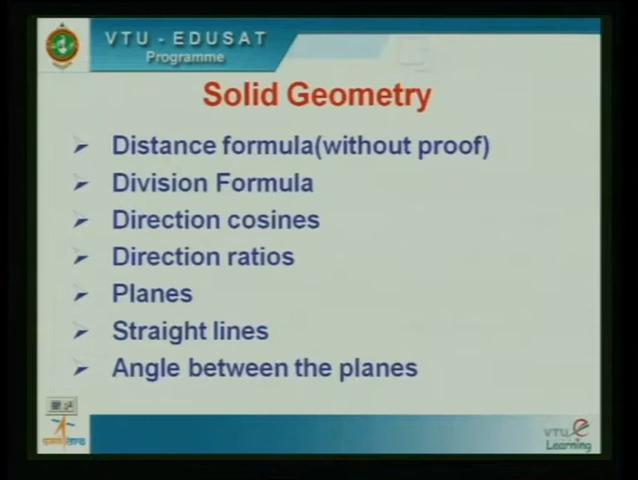 VTU - EDUSAT
Programme
Solid Geometry
Distance formula(without proof)
Division Formula
Direction cosines
Direction ratios
Planes
Straight lines
Angle between the planes
VTU e
Learning